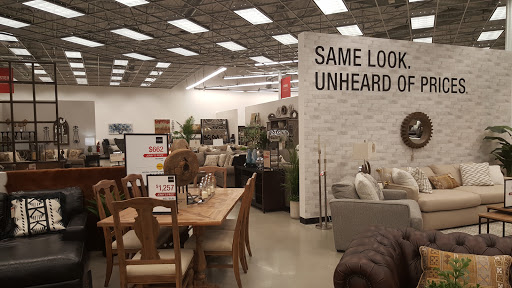 SAME LOOK.
UNHEARD OF PRICES.
$662
$1,257